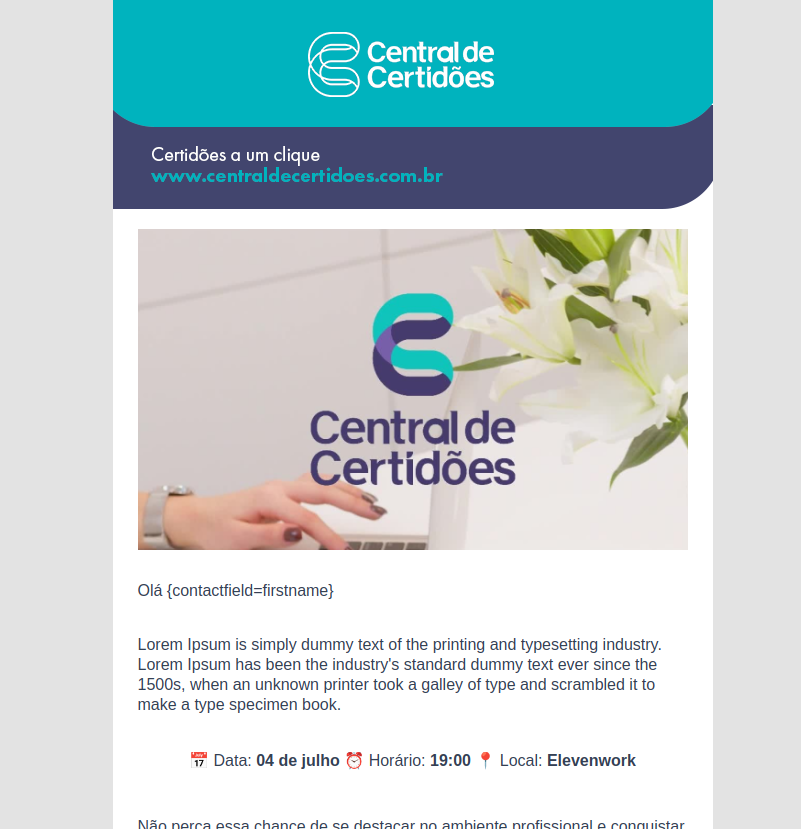 Central de
Certidões
Certidões a um clique
www.centraldecertidoes.com.br
Central de
Certidões
Olá {contactfield=firstname}
Lorem Ipsum is simply dummy text of the printing and typesetting industry.
Lorem Ipsum has been the industry's standard dummy text ever since the
1500s, when an unknown printer took a galley of type and scrambled it to
make a type specimen book.
📅 Data: 04 de julho ⏰ Horário: 19:00 📍 Local: Elevenwork
Não perca essa chance de se destacar no ambiente profissional e conquistar